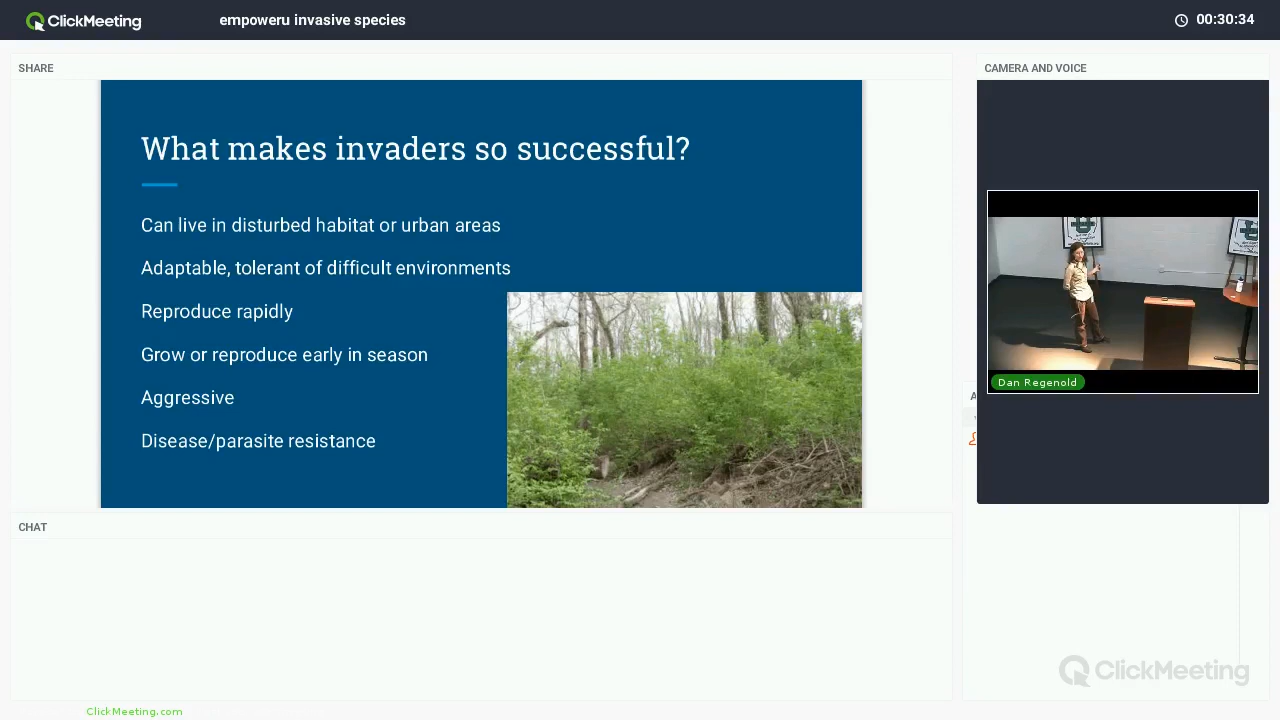 ClickMeeting
empoweru invasive species
00:30:34
SHARE
CAMERA AND VOICE
What makes invaders so successful?
Can live in disturbed habitat or urban areas
Adaptable, tolerant of difficult environments
Reproduce rapidly
Grow or reproduce early in season
Aggressive
Disease/parasite resistance
Dan Regenold
A
CHAT
ClickMeeting
ClickMeeting.com